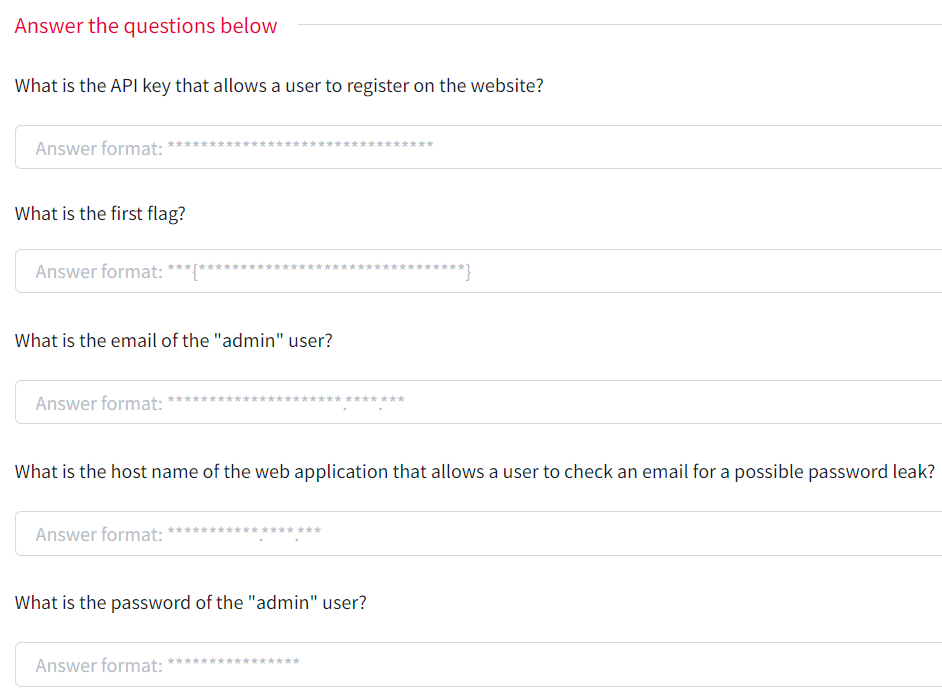 Answer the questions below
What is the API key that allows a user to register on the website?
Answer format: ********************************
What is the first flag?
Answer format: ***{********************************}
What is the email of the "admin" user?
Answer format: *********************.****.***
What is the host name of the web application that allows a user to check an email for a possible password leak?
Answer format: ***********.****.***
What is the password of the "admin" user?
Answer format: ****************